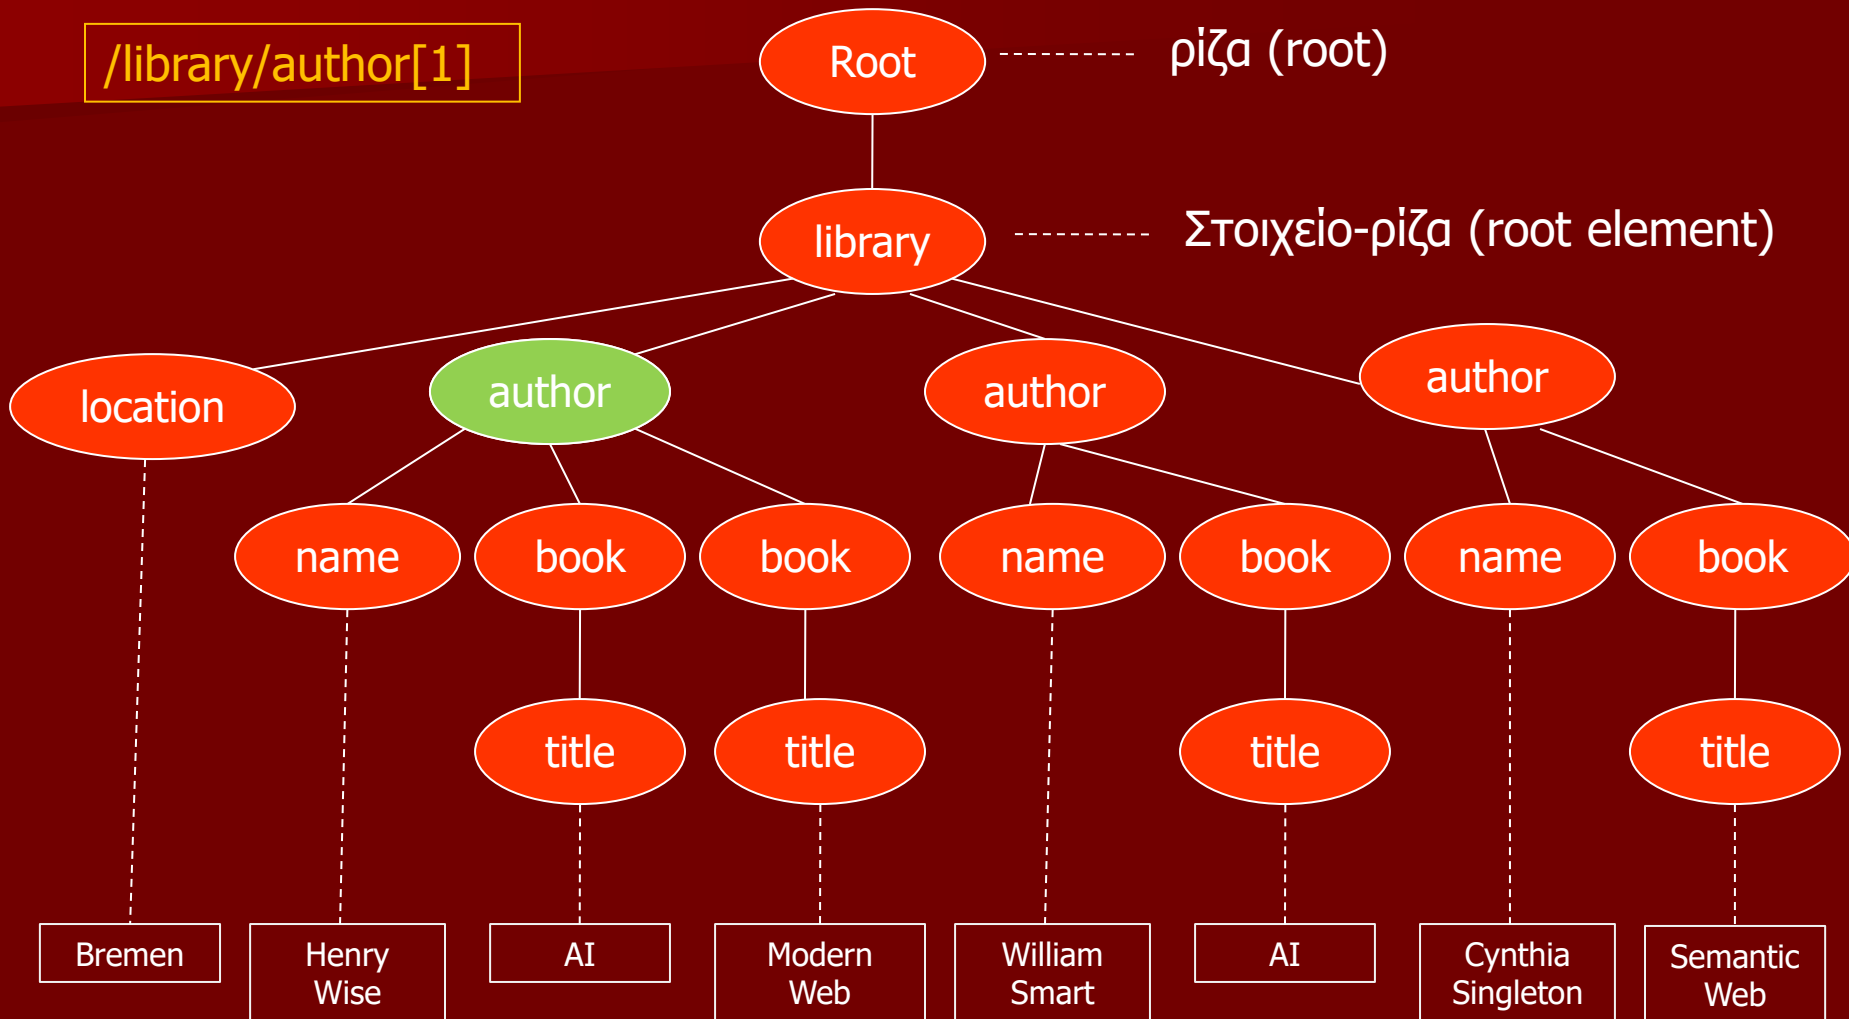 /library/author[1]
Root
ρίζα (root)
library
Στοιχείο-ρίζα (root element)
location
author
author
author
name
book
book
name
book
name
book
title
title
title
title
Bremen
Henry
Wise
AI
Modern
Web
William
Smart
AI
Cynthia
Singleton
Semantic
Web